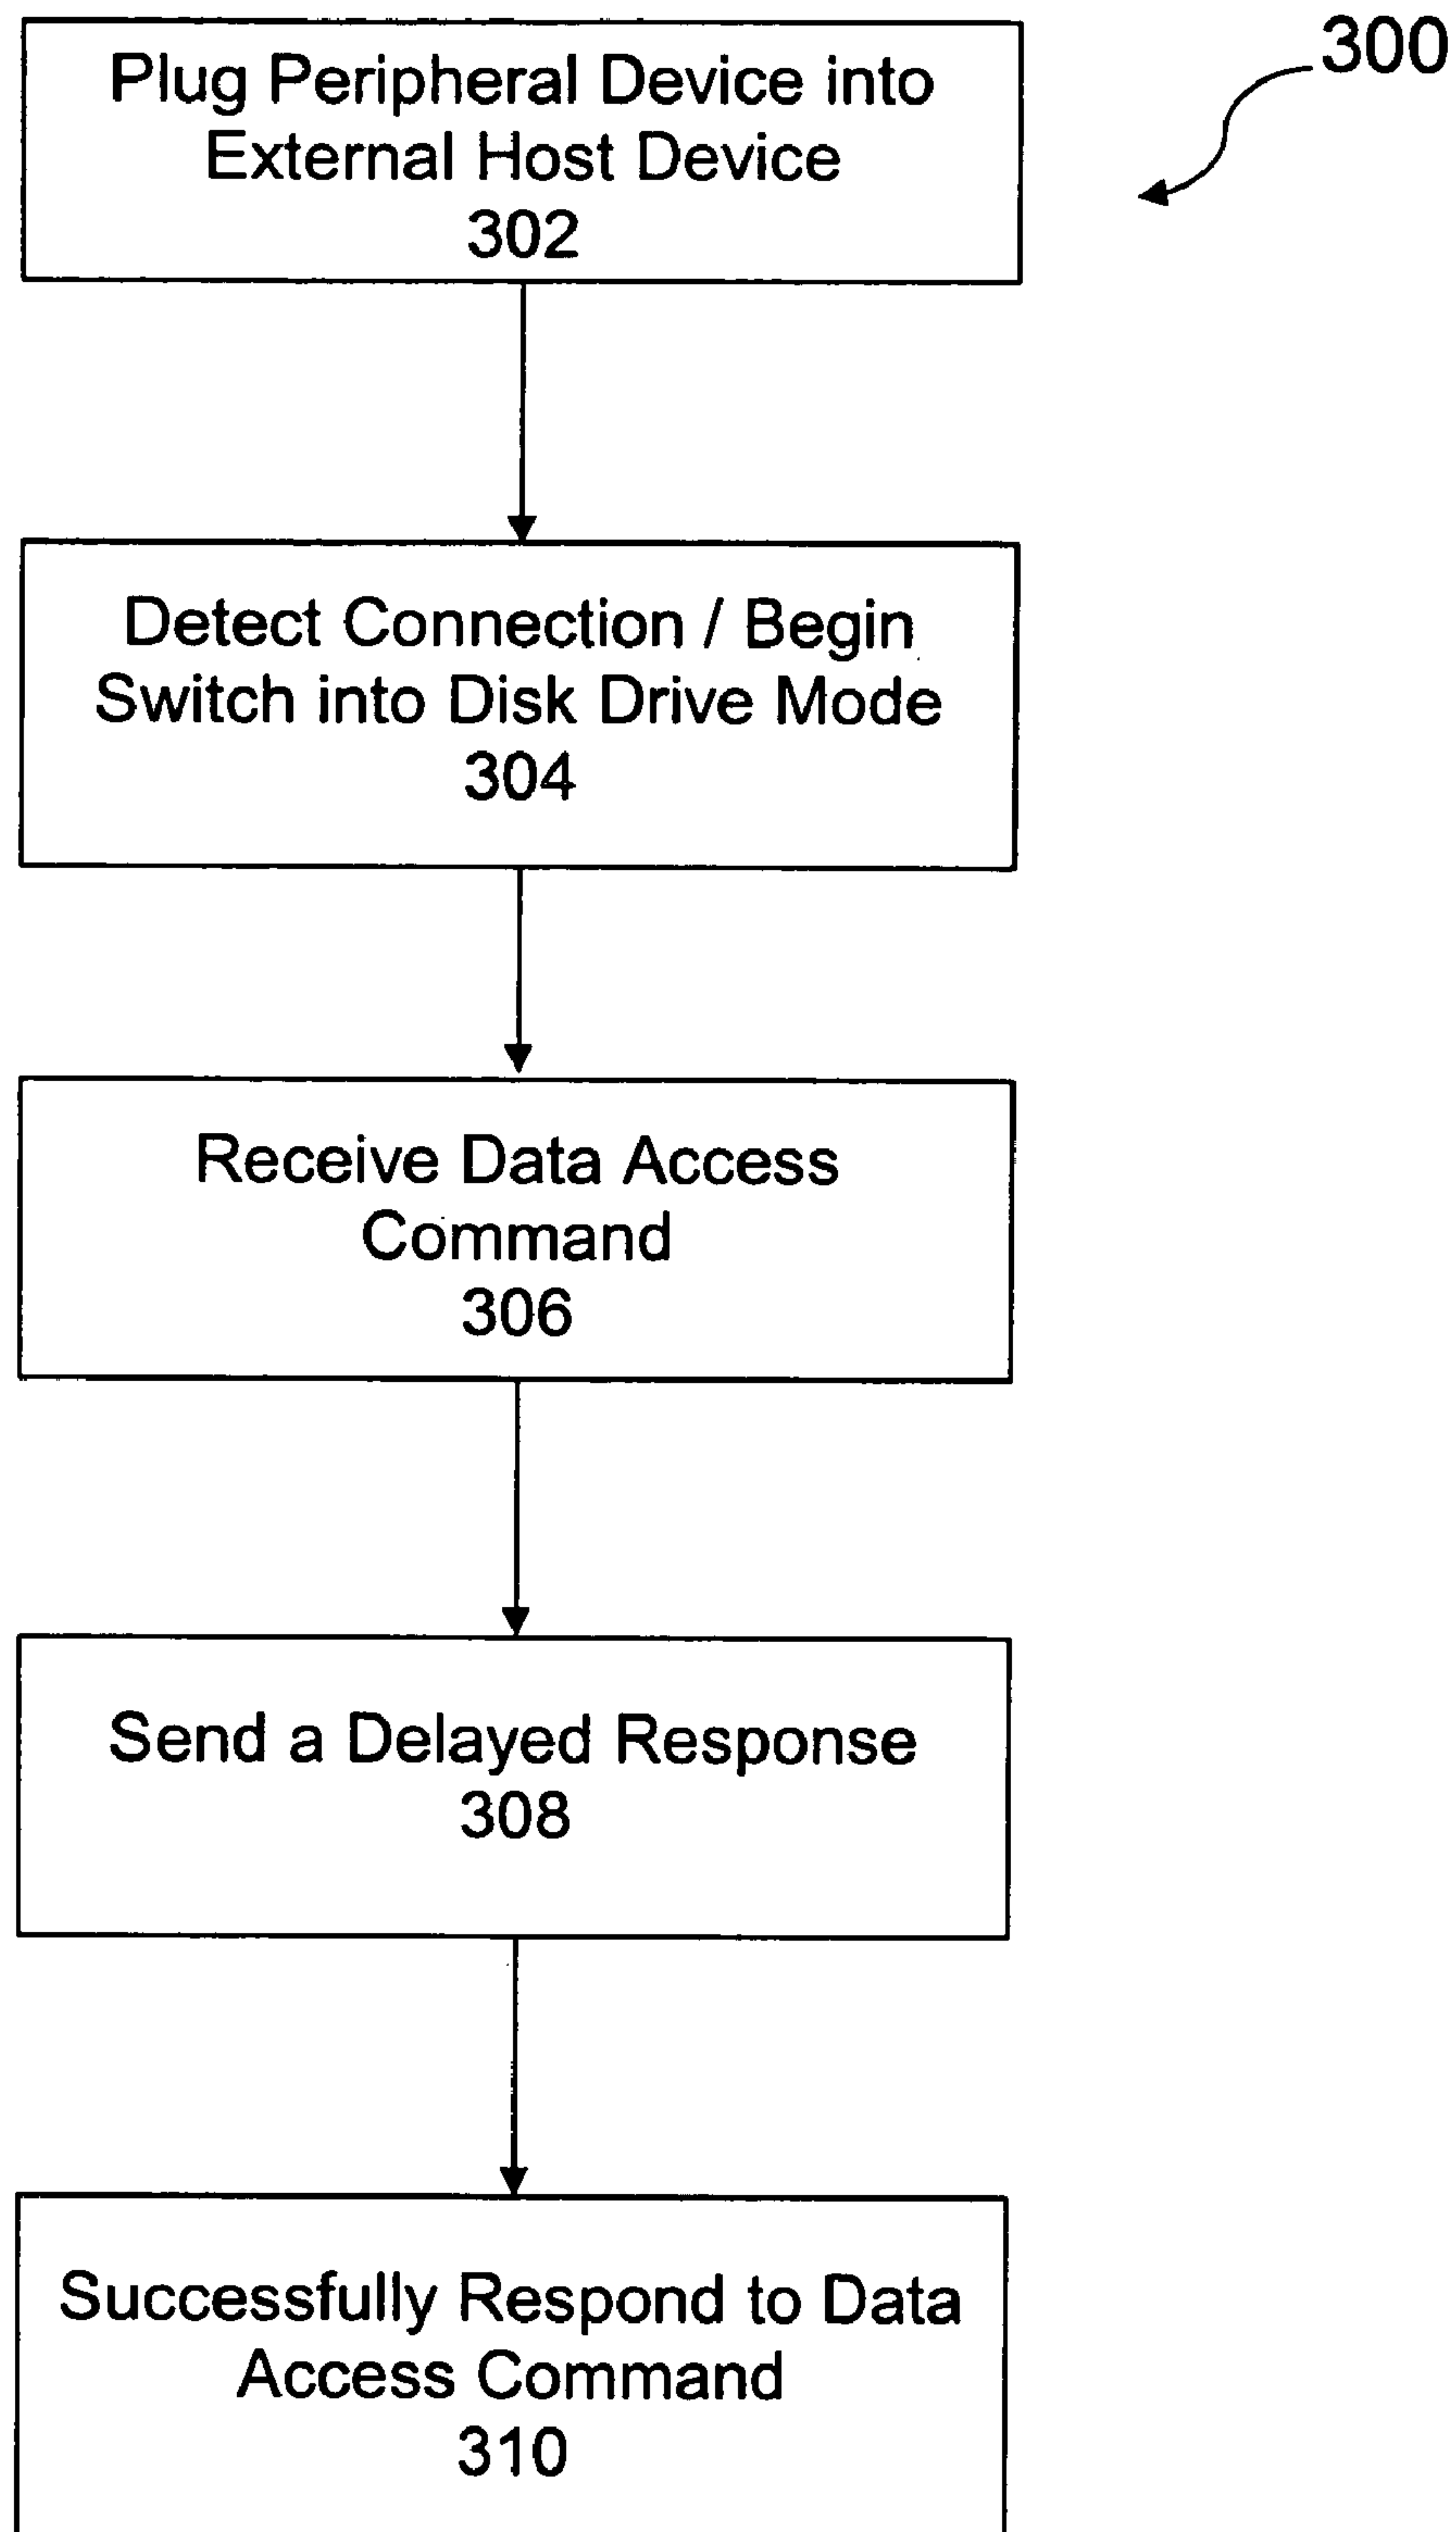 300
Plug Peripheral Device into
External Host Device
302
Detect Connection / Begin
Switch into Disk Drive Mode
304
Receive Data Access
Command
306
Send a Delayed Response
308
Successfully Respond to Data
Access Command
310